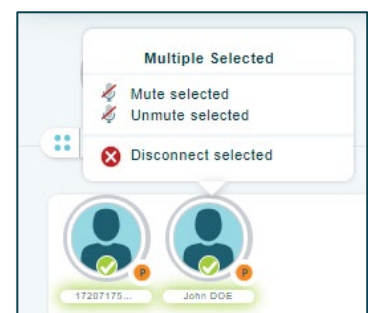 Multiple Selected
Mute selected
Unmute selected
Disconnect selected
P
P
17207175...
John DOE